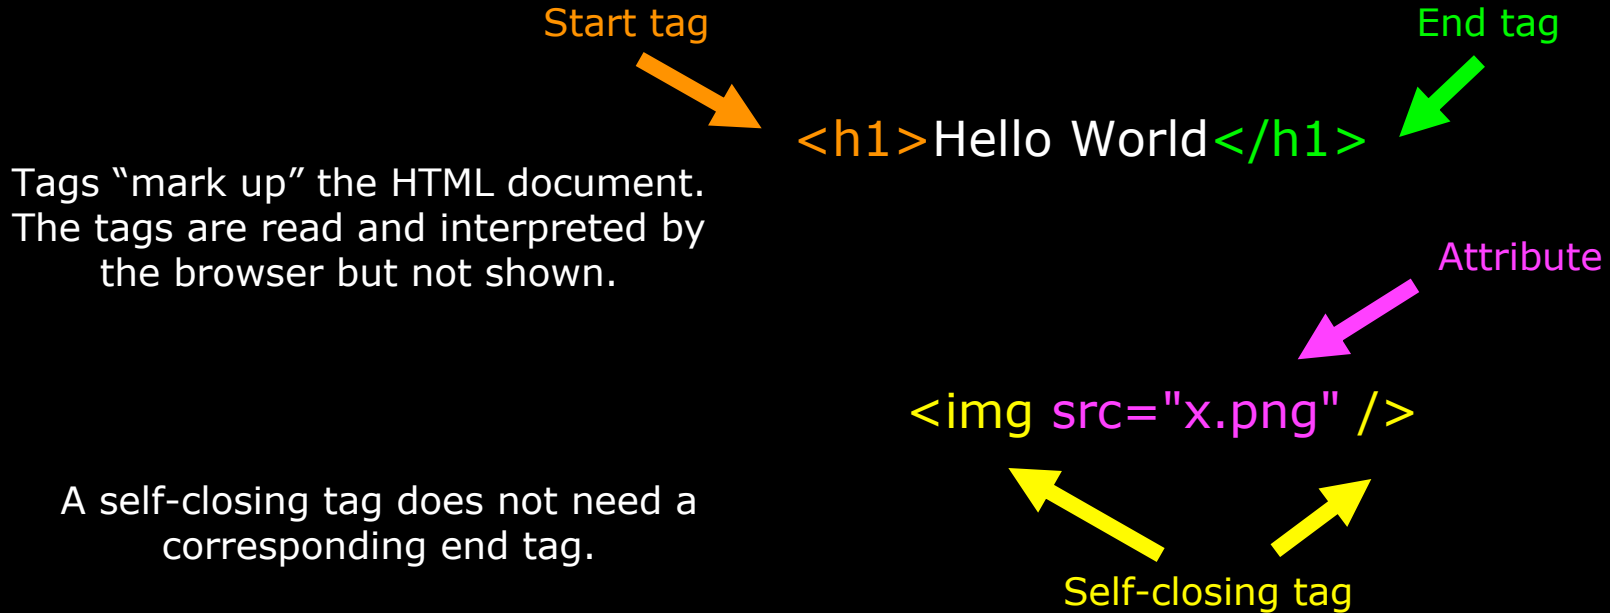 Start tag
End tag
<h1>Hello World</h1>
Tags “mark up” the HTML document.
The tags are read and interpreted by
the browser but not shown.
Attribute
<img src="x.png" />
A self-closing tag does not need a
corresponding end tag.
Self-closing tag